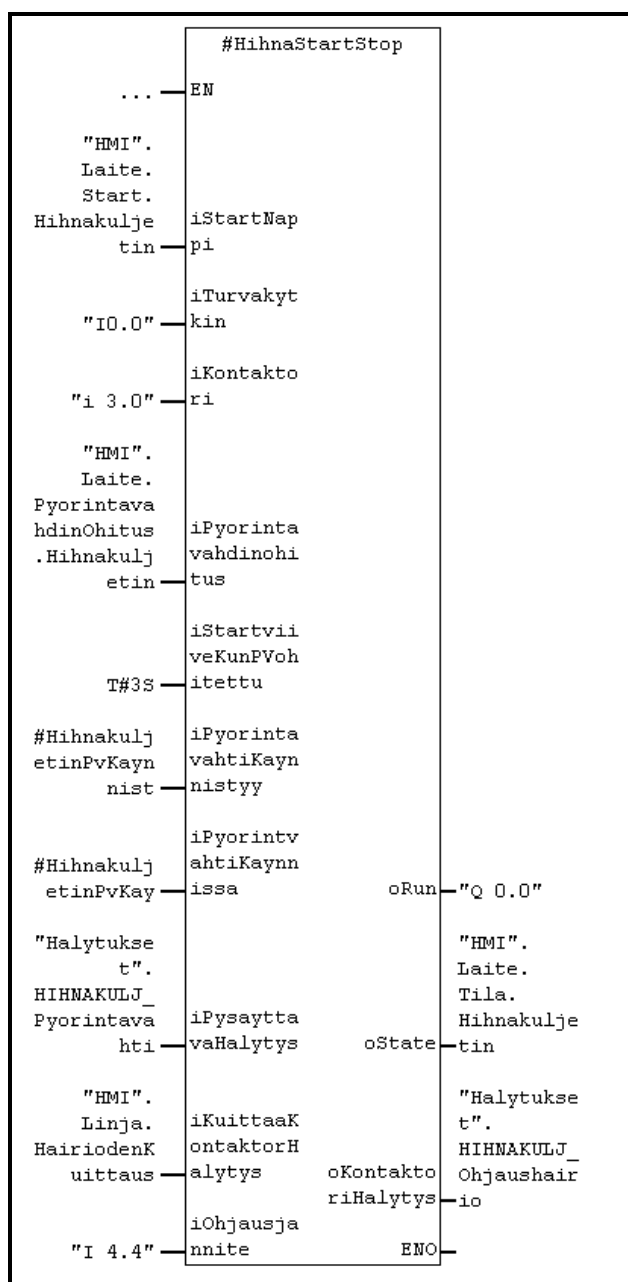 #HihnaStartStop
... EN
"HMI".
Laite.
Start.
Hihnakulje iStartNap
tin pi
iTurvakyt
"I0.0" kin
iKontakto
"i 3.0" ri
"HMI".
Laite.
Pyorintava
hdinOhitus iPyorinta
.Hihnakulj vahdinohi
etin tus
iStartvii
veKunPVoh
T#3S itettu
#Hihnakulj iPyorinta
etinPvKayn vahtiKayn
nist nistyy
iPyorintv
#Hihnakulj ahtiKaynn
etinPvKay issa oRun "Q 0.0"
"Halytukse "HMI".
t". Laite.
HIHNAKULJ_ Tila.
Pyorintava iPysaytta Hihnakulje
hti vaHalytys oState tin
"HMI". "Halytukse
Linja. iKuittaaK t".
HairiodenK ontaktorH HIHNAKULJ_
uittaus alytys oKontakto Ohjaushair
riHalytys io
iOhjausja
"I 4.4" nnite ENO